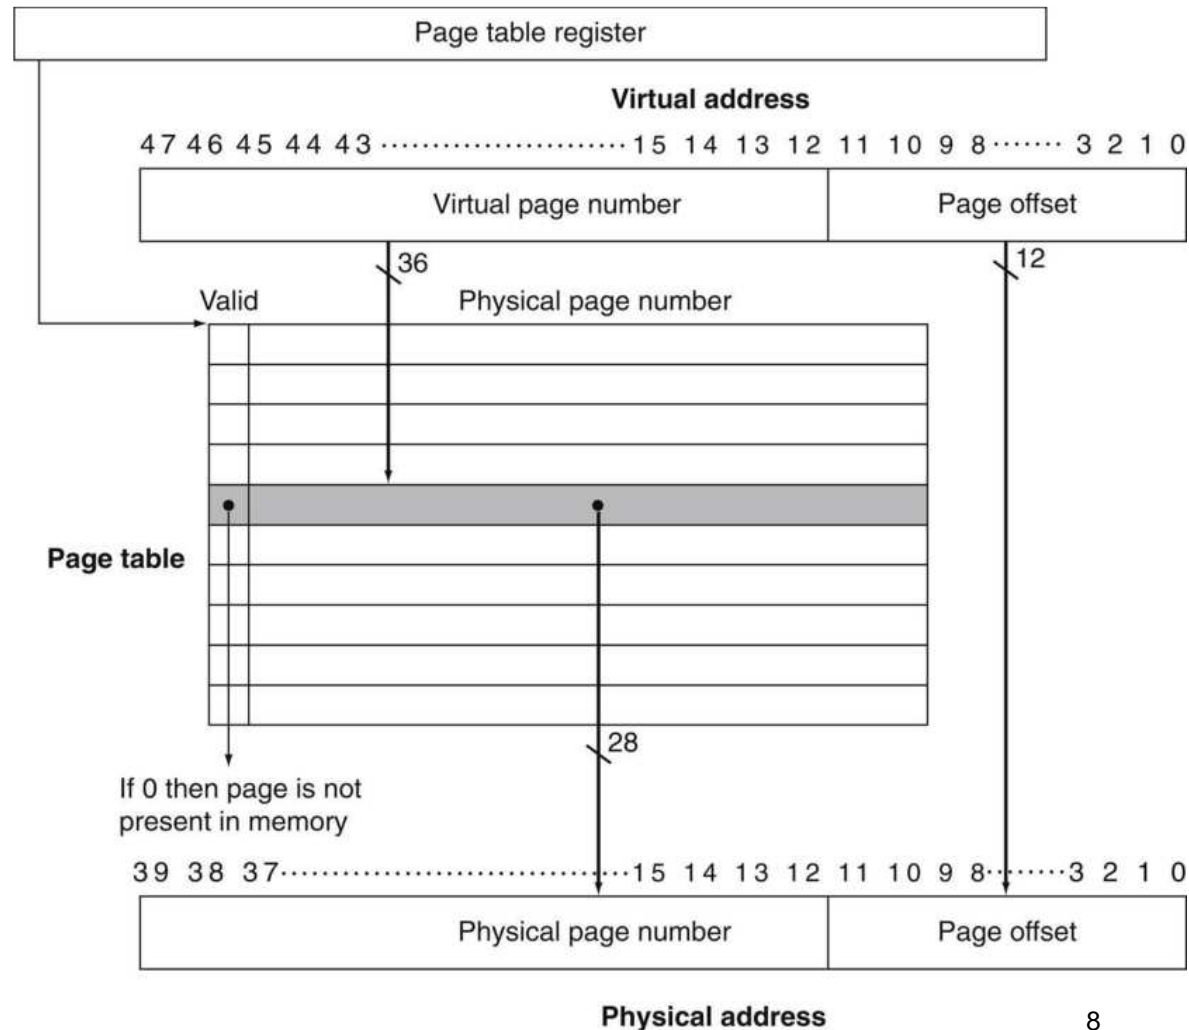 Page table register
Virtual address
47 46 45 44 43 ························ 15 14 13 12 11 10 9 8 ······· 3 2 1 0
Virtual page number Page offset
36 12
Valid Physical page number
Page table
28
If 0 then page is not
present in memory
39 38 37 ································ 15 14 13 12 11 10 9 8 ······· 3 2 1 0
Physical page number Page offset
Physical address
8